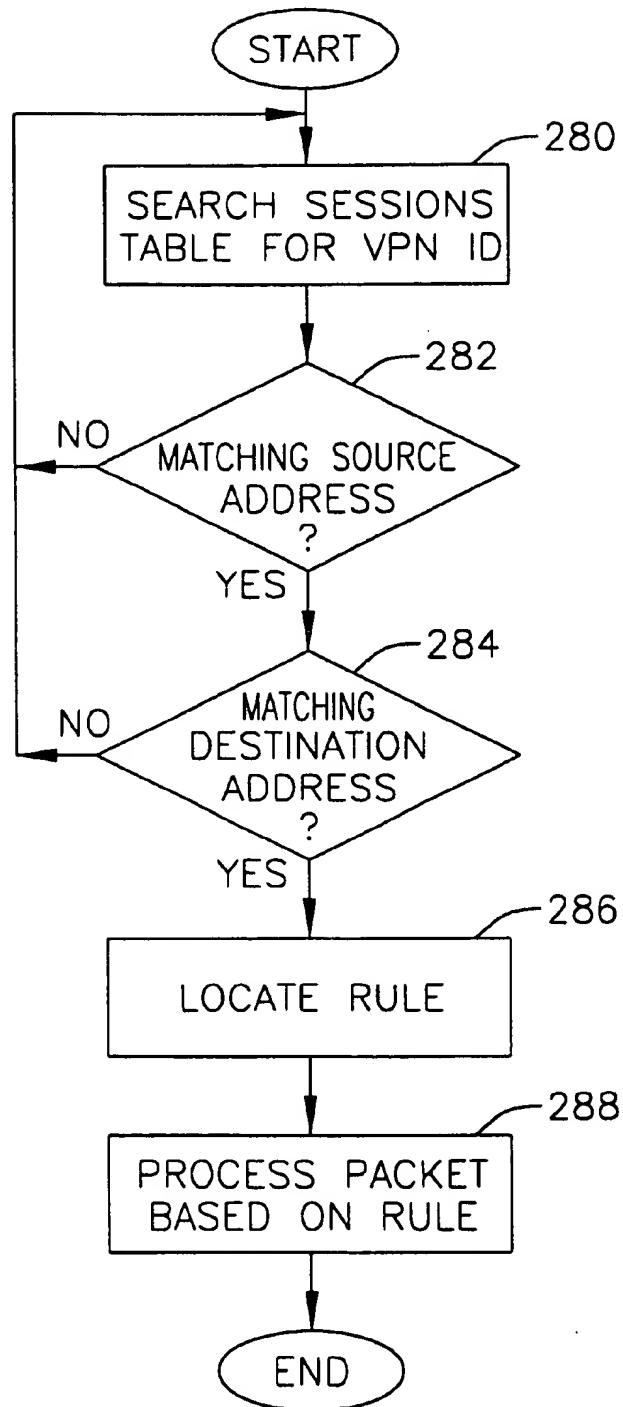 START
280
SEARCH SESSIONS
TABLE FOR VPN ID
282
NO
MATCHING SOURCE
ADDRESS
?
YES
284
NO
MATCHING
DESTINATION
ADDRESS
?
YES
286
LOCATE RULE
288
PROCESS PACKET
BASED ON RULE
END